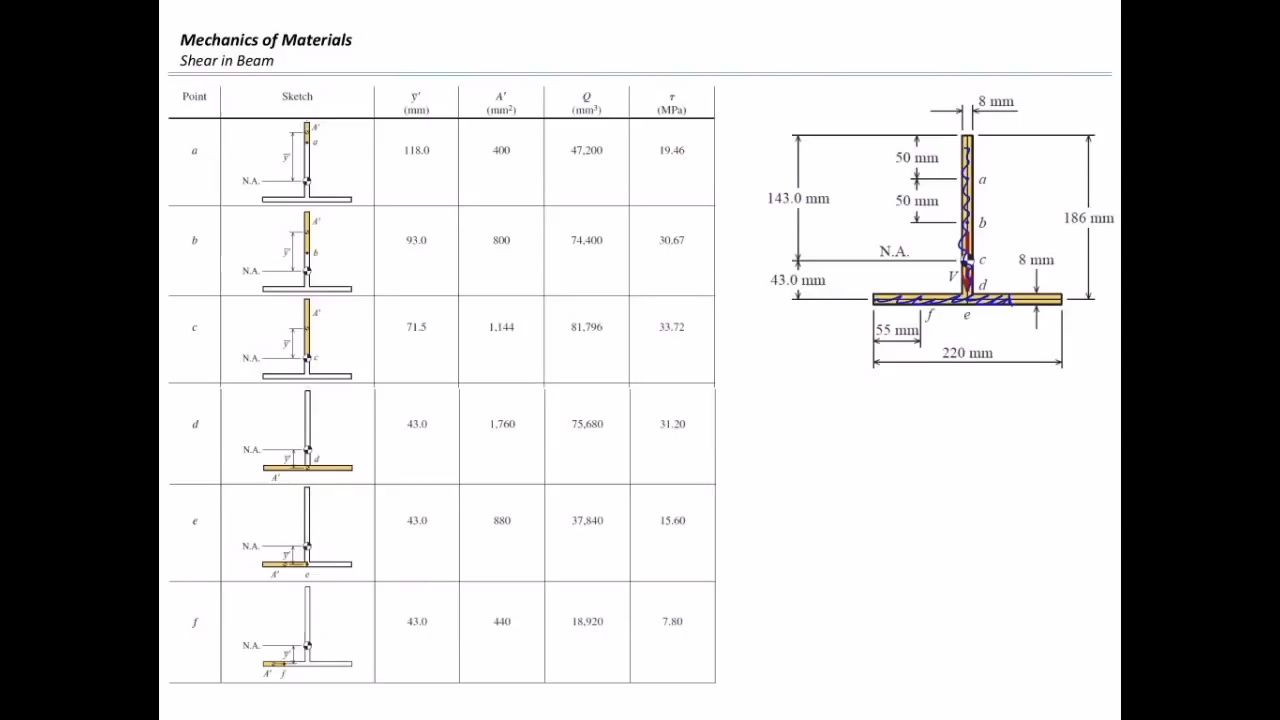 Mechanics of Materials
Shear in Beam
Point Sketch ȳ′ A′ Q τ
(mm) (mm²) (mm³) (MPa)
A′
a
a ȳ′ 118.0 400 47,200 19.46
N.A.
A′
b ȳ′ b 93.0 800 74,400 30.67
N.A.
A′
c ȳ′ 71.5 1,144 81,796 33.72
N.A. c
d 43.0 1,760 75,680 31.20
N.A.
ȳ′ d
A′
e 43.0 880 37,840 15.60
N.A.
ȳ′
A′ e
f 43.0 440 18,920 7.80
N.A.
ȳ′
A′ f
8 mm
50 mm
a
143.0 mm 50 mm 186 mm
b
N.A. c 8 mm
43.0 mm V d
f e
55 mm
220 mm